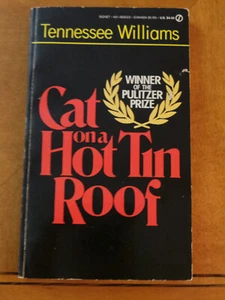 Tennessee Williams
WINNER
OF THE
PULITZER
PRIZE
Cat
on a
Hot Tin
Roof